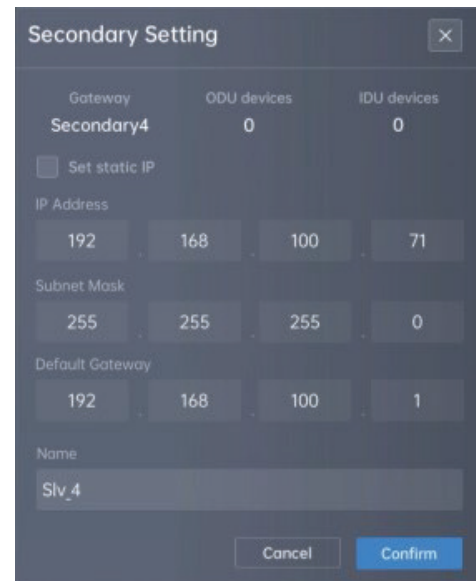 Secondary Setting
Gateway ODU devices IDU devices
Secondary4 0 0
Set static IP
IP Address
192 . 168 . 100 . 71
Subnet Mask
255 . 255 . 255 . 0
Default Gateway
192 . 168 . 100 . 1
Name
Slv_4
Cancel Confirm